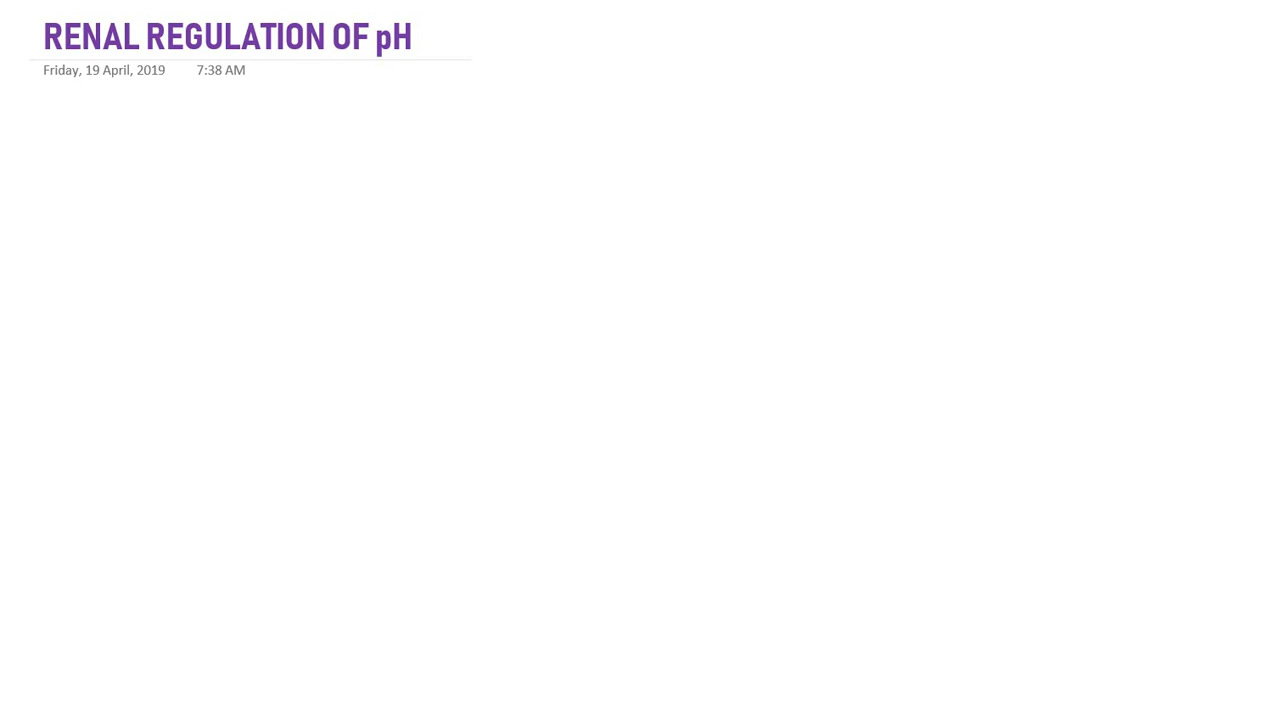 RENAL REGULATION OF pH
Friday, 19 April, 2019 7:38 AM